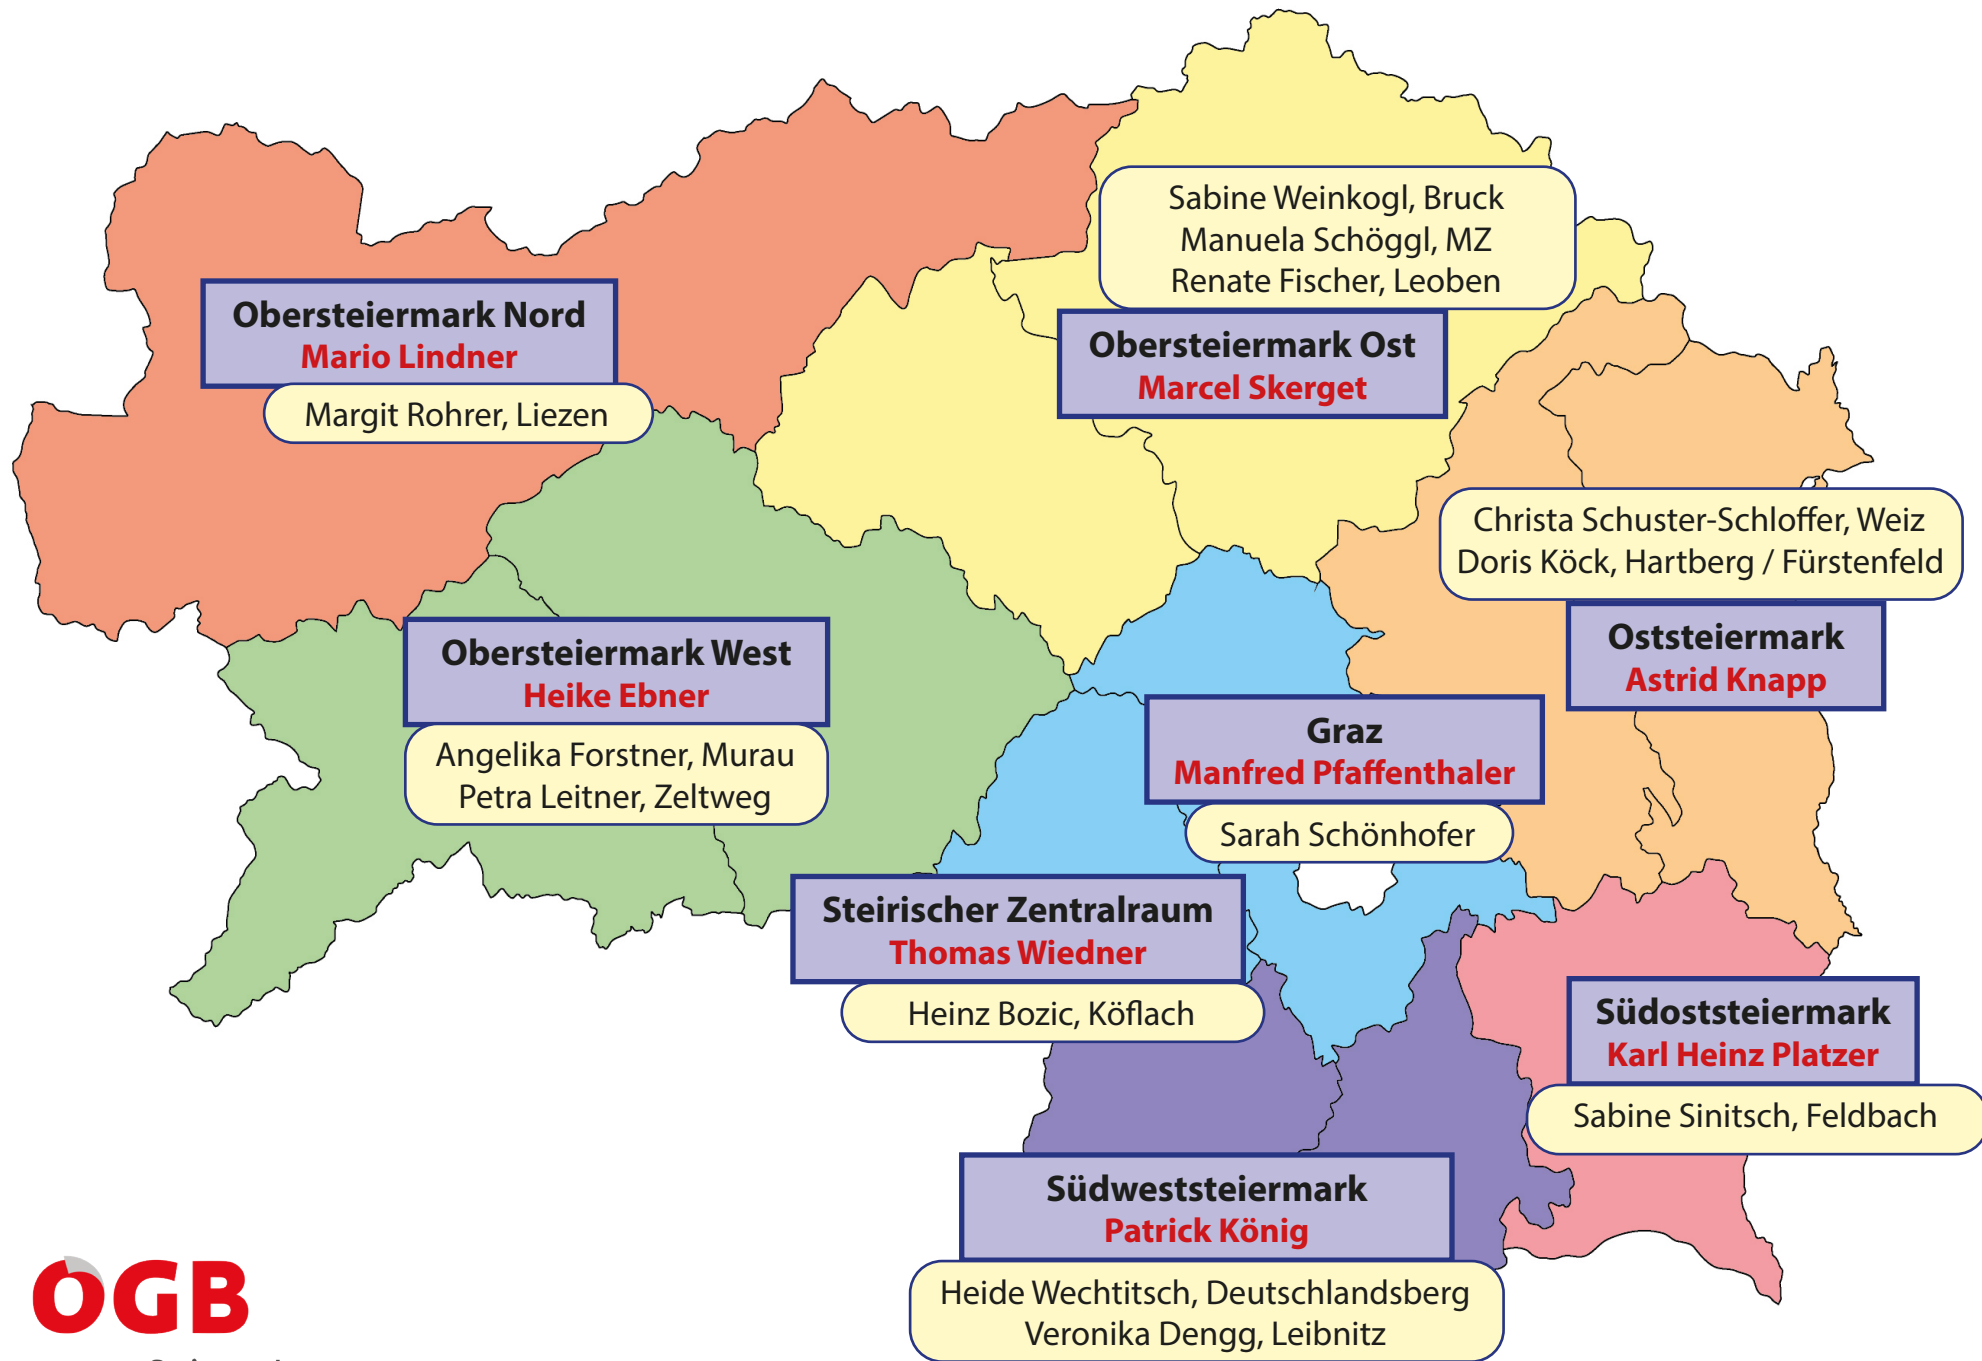 Sabine Weinkogl, Bruck
Manuela Schöggl, MZ
Renate Fischer, Leoben
Obersteiermark Ost
Marcel Skerget
Obersteiermark Nord
Mario Lindner
Margit Rohrer, Liezen
Christa Schuster-Schloffer, Weiz
Doris Köck, Hartberg / Fürstenfeld
Oststeiermark
Astrid Knapp
Obersteiermark West
Heike Ebner
Angelika Forstner, Murau
Petra Leitner, Zeltweg
Graz
Manfred Pfaffenthaler
Sarah Schönhofer
Steirischer Zentralraum
Thomas Wiedner
Heinz Bozic, Köflach
Südoststeiermark
Karl Heinz Platzer
Sabine Sinitsch, Feldbach
Südweststeiermark
Patrick König
Heide Wechtitsch, Deutschlandsberg
Veronika Dengg, Leibnitz
ÖGB